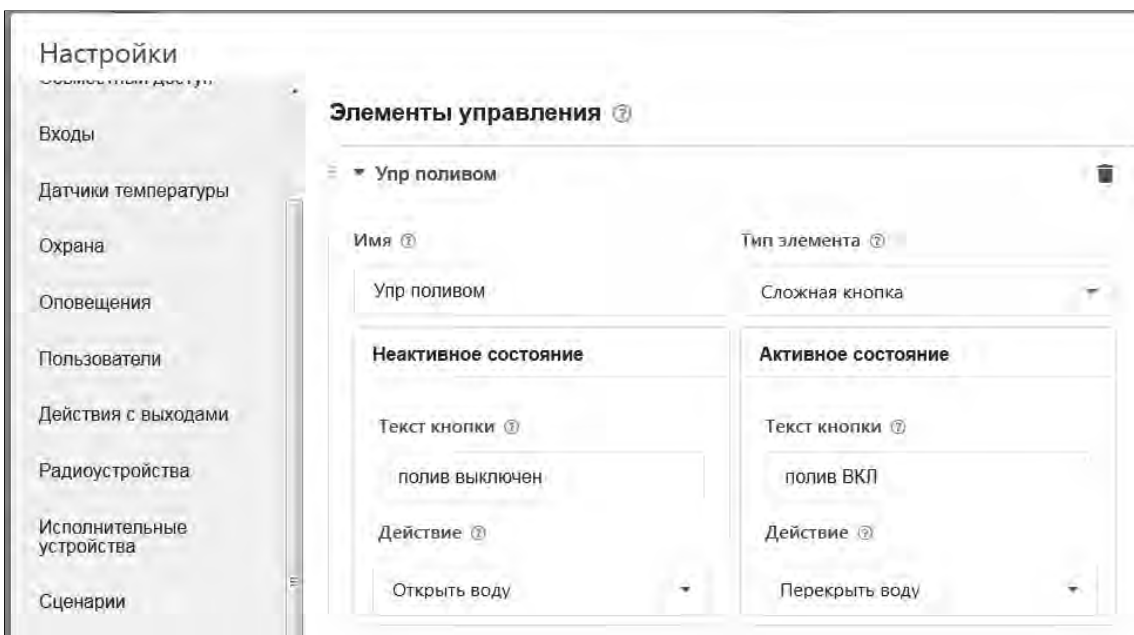 Настройки
Совместный доступ
Входы
Датчики температуры
Охрана
Оповещения
Пользователи
Действия с выходами
Радиоустройства
Исполнительные
устройства
Сценарии
Элементы управления
Упр поливом
Имя
Тип элемента
Упр поливом
Сложная кнопка
Неактивное состояние
Активное состояние
Текст кнопки
Текст кнопки
полив выключен
полив ВКЛ
Действие
Действие
Открыть воду
Перекрыть воду